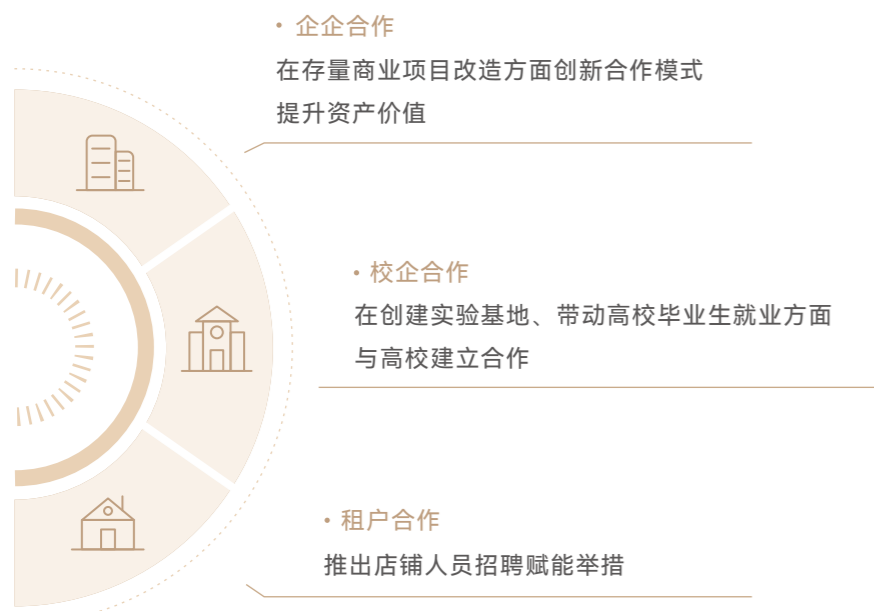 • 企企合作
在存量商业项目改造方面创新合作模式
提升资产价值
• 校企合作
在创建实验基地、带动高校毕业生就业方面
与高校建立合作
• 租户合作
推出店铺人员招聘赋能举措